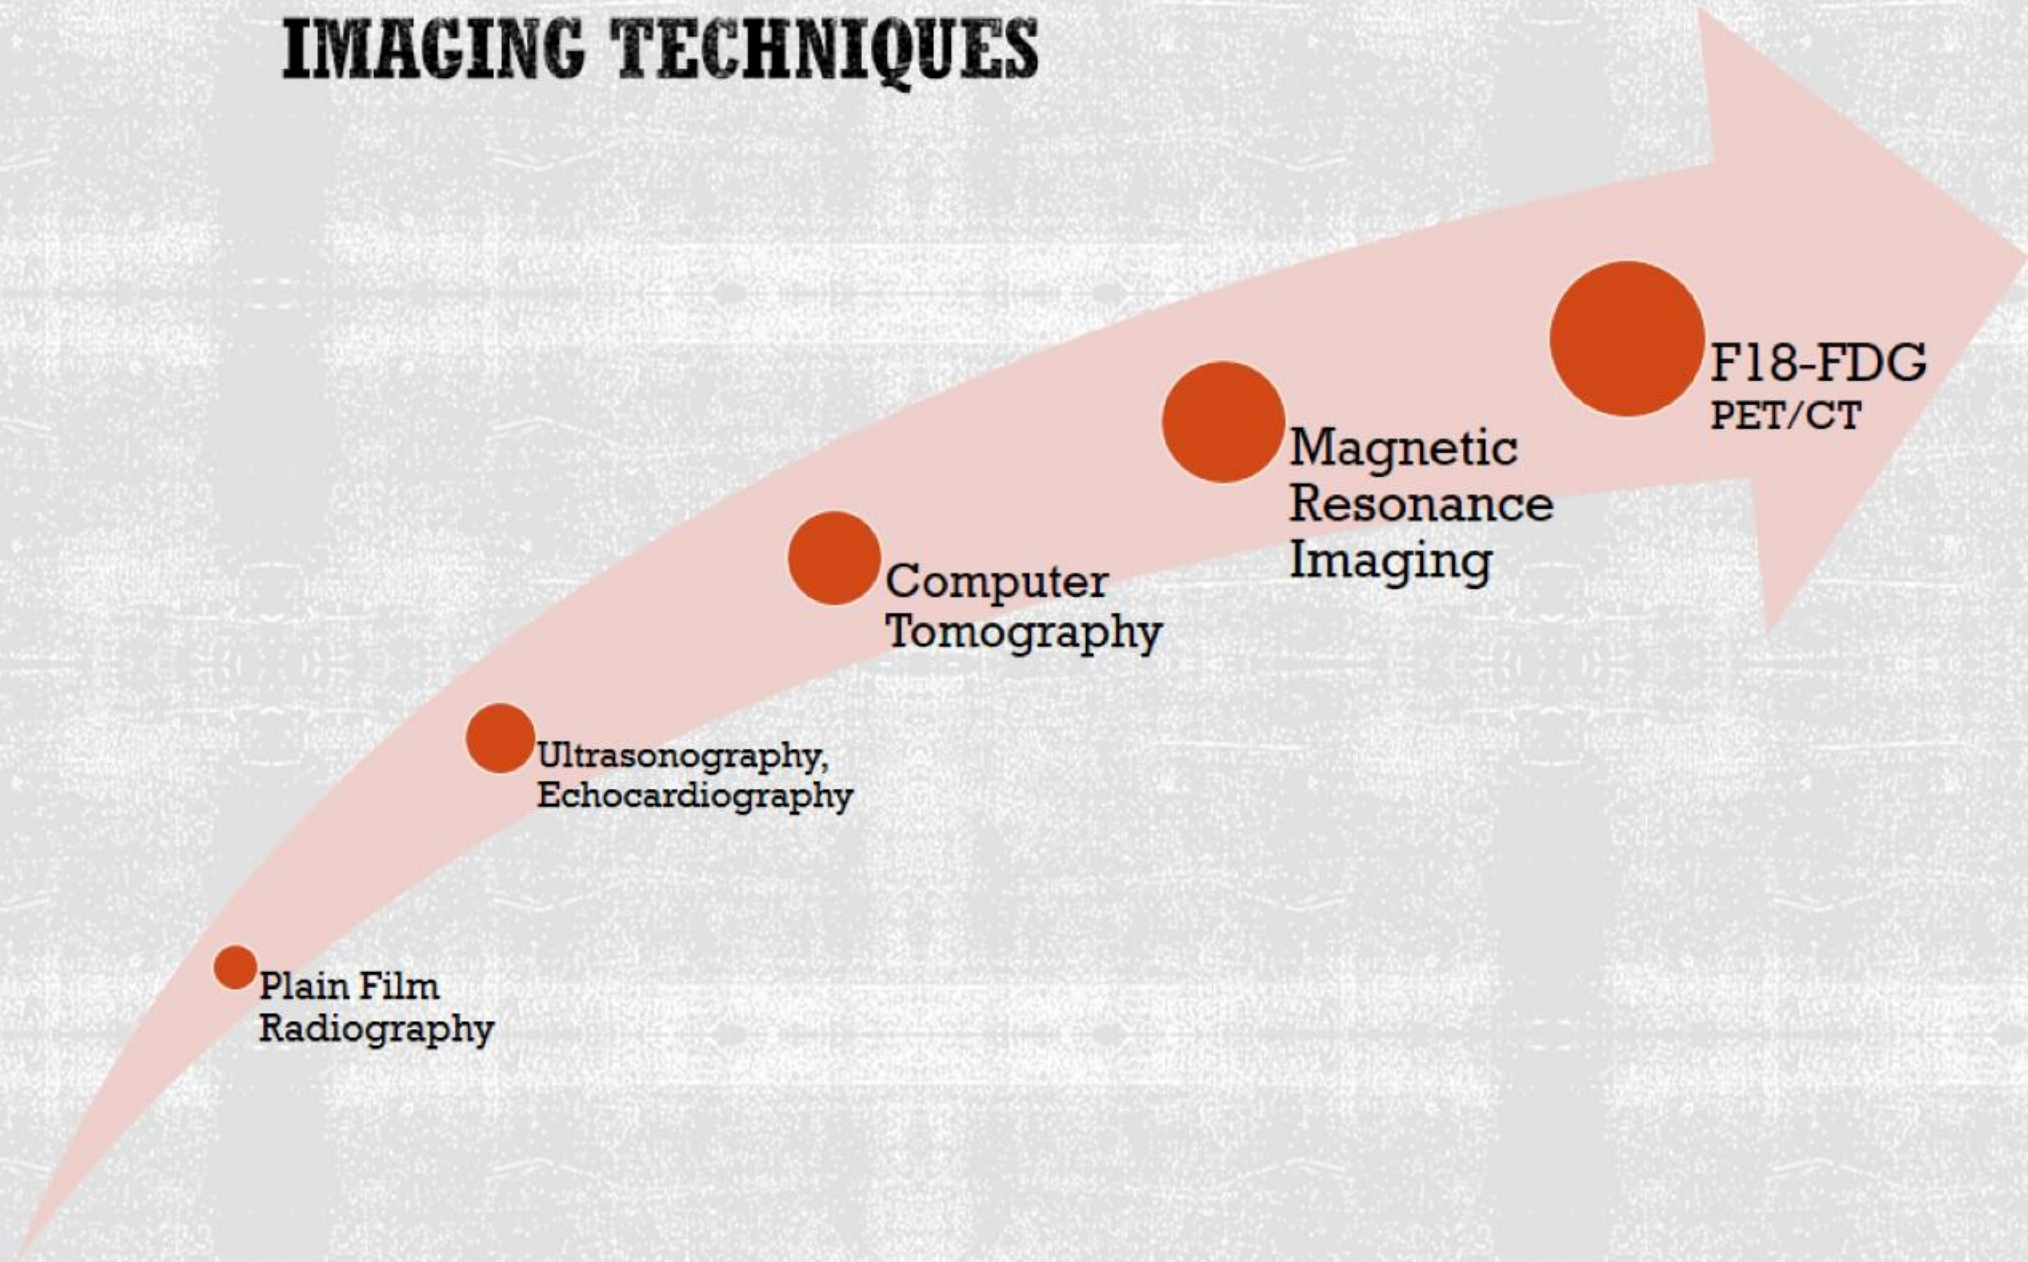 IMAGING TECHNIQUES
Plain Film
Radiography
Ultrasonography,
Echocardiography
Computer
Tomography
Magnetic
Resonance
Imaging
F18-FDG
PET/CT